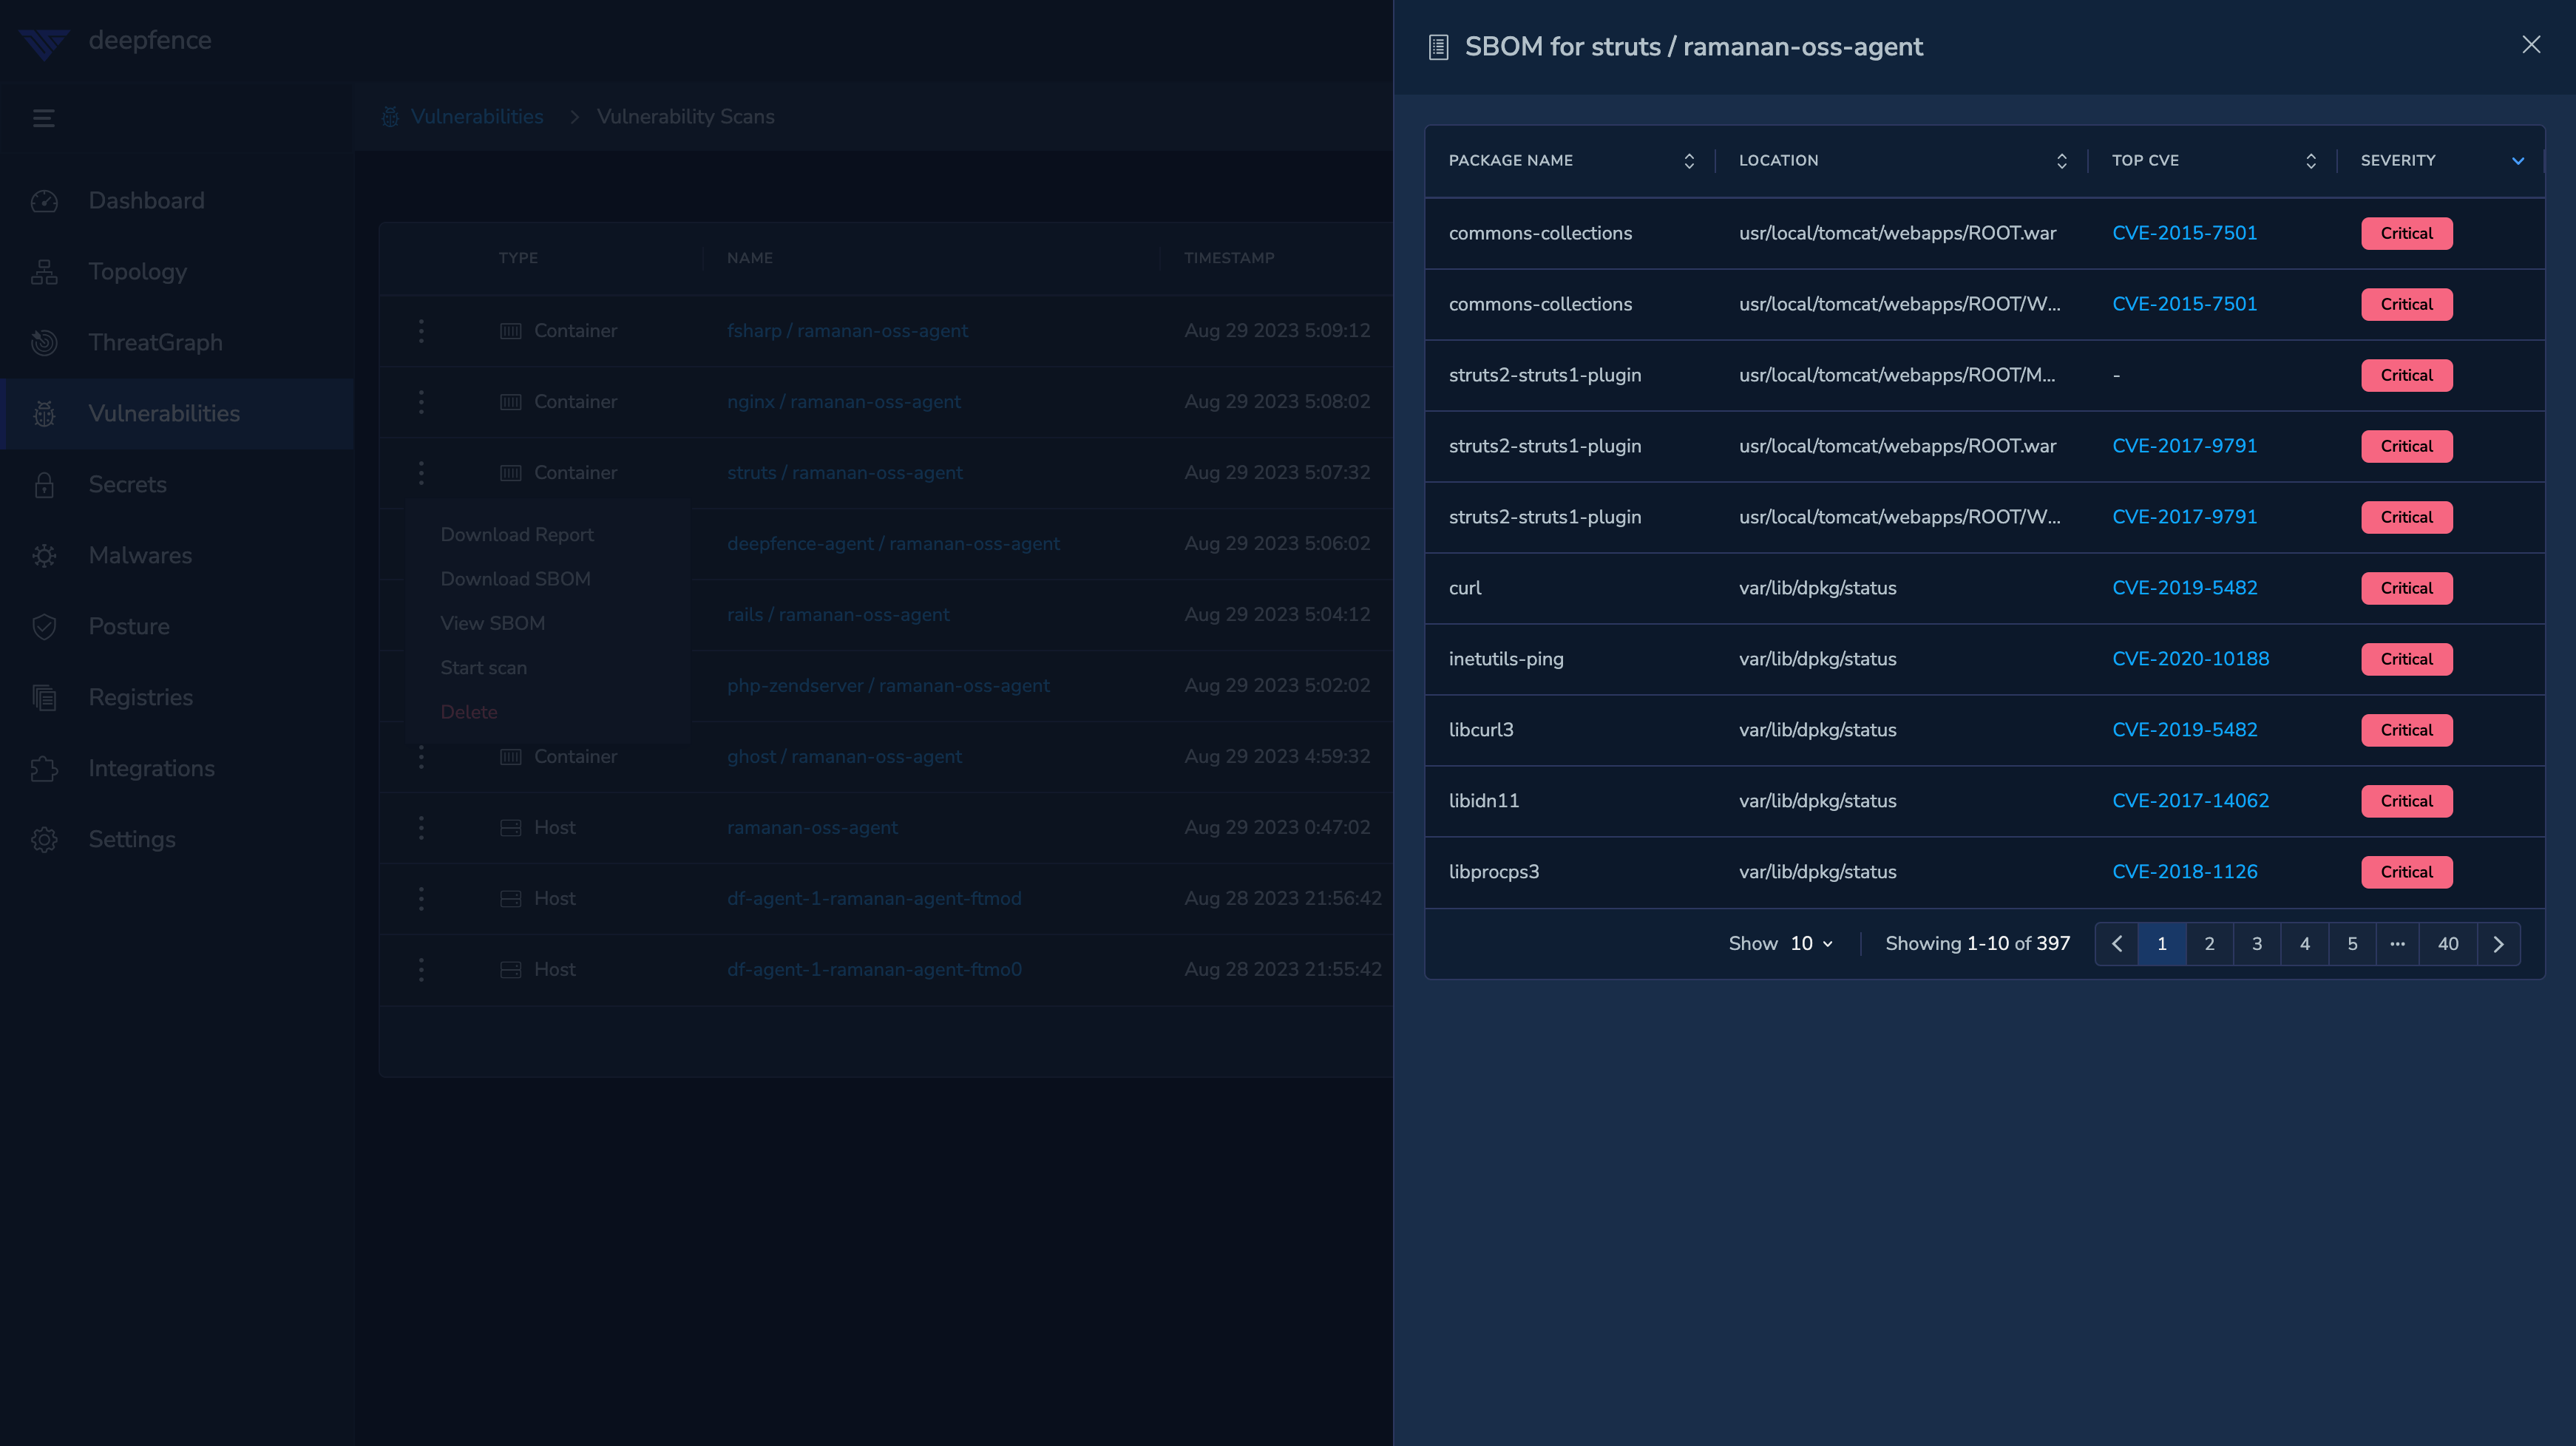 deepfence
Dashboard
Topology
ThreatGraph
Vulnerabilities
Secrets
Malwares
Posture
Registries
Integrations
Settings
Vulnerabilities > Vulnerability Scans
TYPE NAME TIMESTAMP
Container fsharp / ramanan-oss-agent Aug 29 2023 5:09:12
Container nginx / ramanan-oss-agent Aug 29 2023 5:08:02
Container struts / ramanan-oss-agent Aug 29 2023 5:07:32
deepfence-agent / ramanan-oss-agent Aug 29 2023 5:06:02
rails / ramanan-oss-agent Aug 29 2023 5:04:12
php-zendserver / ramanan-oss-agent Aug 29 2023 5:02:02
Container ghost / ramanan-oss-agent Aug 29 2023 4:59:32
Host ramanan-oss-agent Aug 29 2023 0:47:02
Host df-agent-1-ramanan-agent-ftmod Aug 28 2023 21:56:42
Host df-agent-1-ramanan-agent-ftmo0 Aug 28 2023 21:55:42
Download Report
Download SBOM
View SBOM
Start scan
Delete
SBOM for struts / ramanan-oss-agent
PACKAGE NAME LOCATION TOP CVE SEVERITY
commons-collections usr/local/tomcat/webapps/ROOT.war CVE-2015-7501 Critical
commons-collections usr/local/tomcat/webapps/ROOT/W... CVE-2015-7501 Critical
struts2-struts1-plugin usr/local/tomcat/webapps/ROOT/M... - Critical
struts2-struts1-plugin usr/local/tomcat/webapps/ROOT.war CVE-2017-9791 Critical
struts2-struts1-plugin usr/local/tomcat/webapps/ROOT/W... CVE-2017-9791 Critical
curl var/lib/dpkg/status CVE-2019-5482 Critical
inetutils-ping var/lib/dpkg/status CVE-2020-10188 Critical
libcurl3 var/lib/dpkg/status CVE-2019-5482 Critical
libidn11 var/lib/dpkg/status CVE-2017-14062 Critical
libprocps3 var/lib/dpkg/status CVE-2018-1126 Critical
Show 10 Showing 1-10 of 397 1 2 3 4 5 ... 40